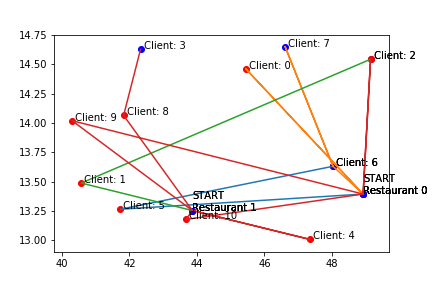 14.75
14.50
14.25
14.00
13.75
13.50
13.25
13.00
40
42
44
46
48
Client: 3
Client: 7
Client: 2
Client: 0
Client: 8
Client: 9
Client: 6
Client: 1
START
Restaurant 0
START
Restaurant 1
Client: 5
Client: 10
Client: 4